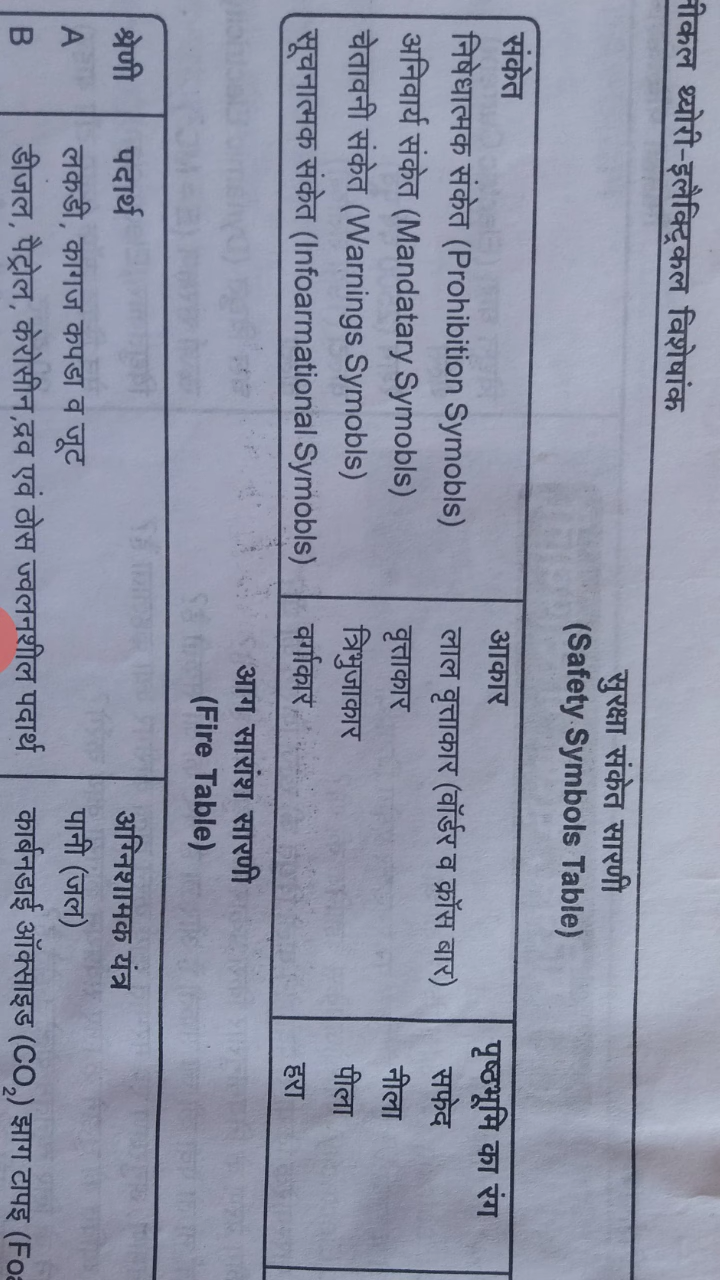 नीकल थ्योरी-इलैक्ट्रिकल विशेषांक
सुरक्षा संकेत सारणी
(Safety Symbols Table)
संकेत आकार पृष्ठभूमि का रंग
निषेधात्मक संकेत (Prohibition Symobls) लाल वृत्ताकार (बॉर्डर व क्रॉस बार) सफेद
अनिवार्य संकेत (Mandatary Symobls) वृत्ताकार नीला
चेतावनी संकेत (Warnings Symobls) त्रिभुजाकार पीला
सूचनात्मक सकेत (Infoarmational Symobls) वर्गाकार हरा
आग सारांश सारणी
(Fire Table)
श्रेणी पदार्थ अग्निशामक यंत्र
A लकडी, कागज कपडा व जूट पानी (जल)
B डीजल, पैट्रोल, केरोसीन,द्रव एवं ठोस ज्वलनशील पदार्थ कार्बनडाई ऑक्साइड (CO₂) झाग टाइप (Foa